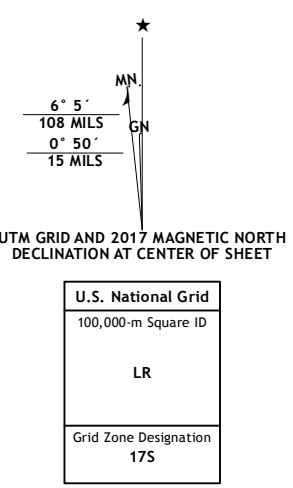 ★
MN
6° 5´
108 MILS
GN
0° 50´
15 MILS
UTM GRID AND 2017 MAGNETIC NORTH
DECLINATION AT CENTER OF SHEET
U.S. National Grid
100,000-m Square ID
LR
Grid Zone Designation
17S